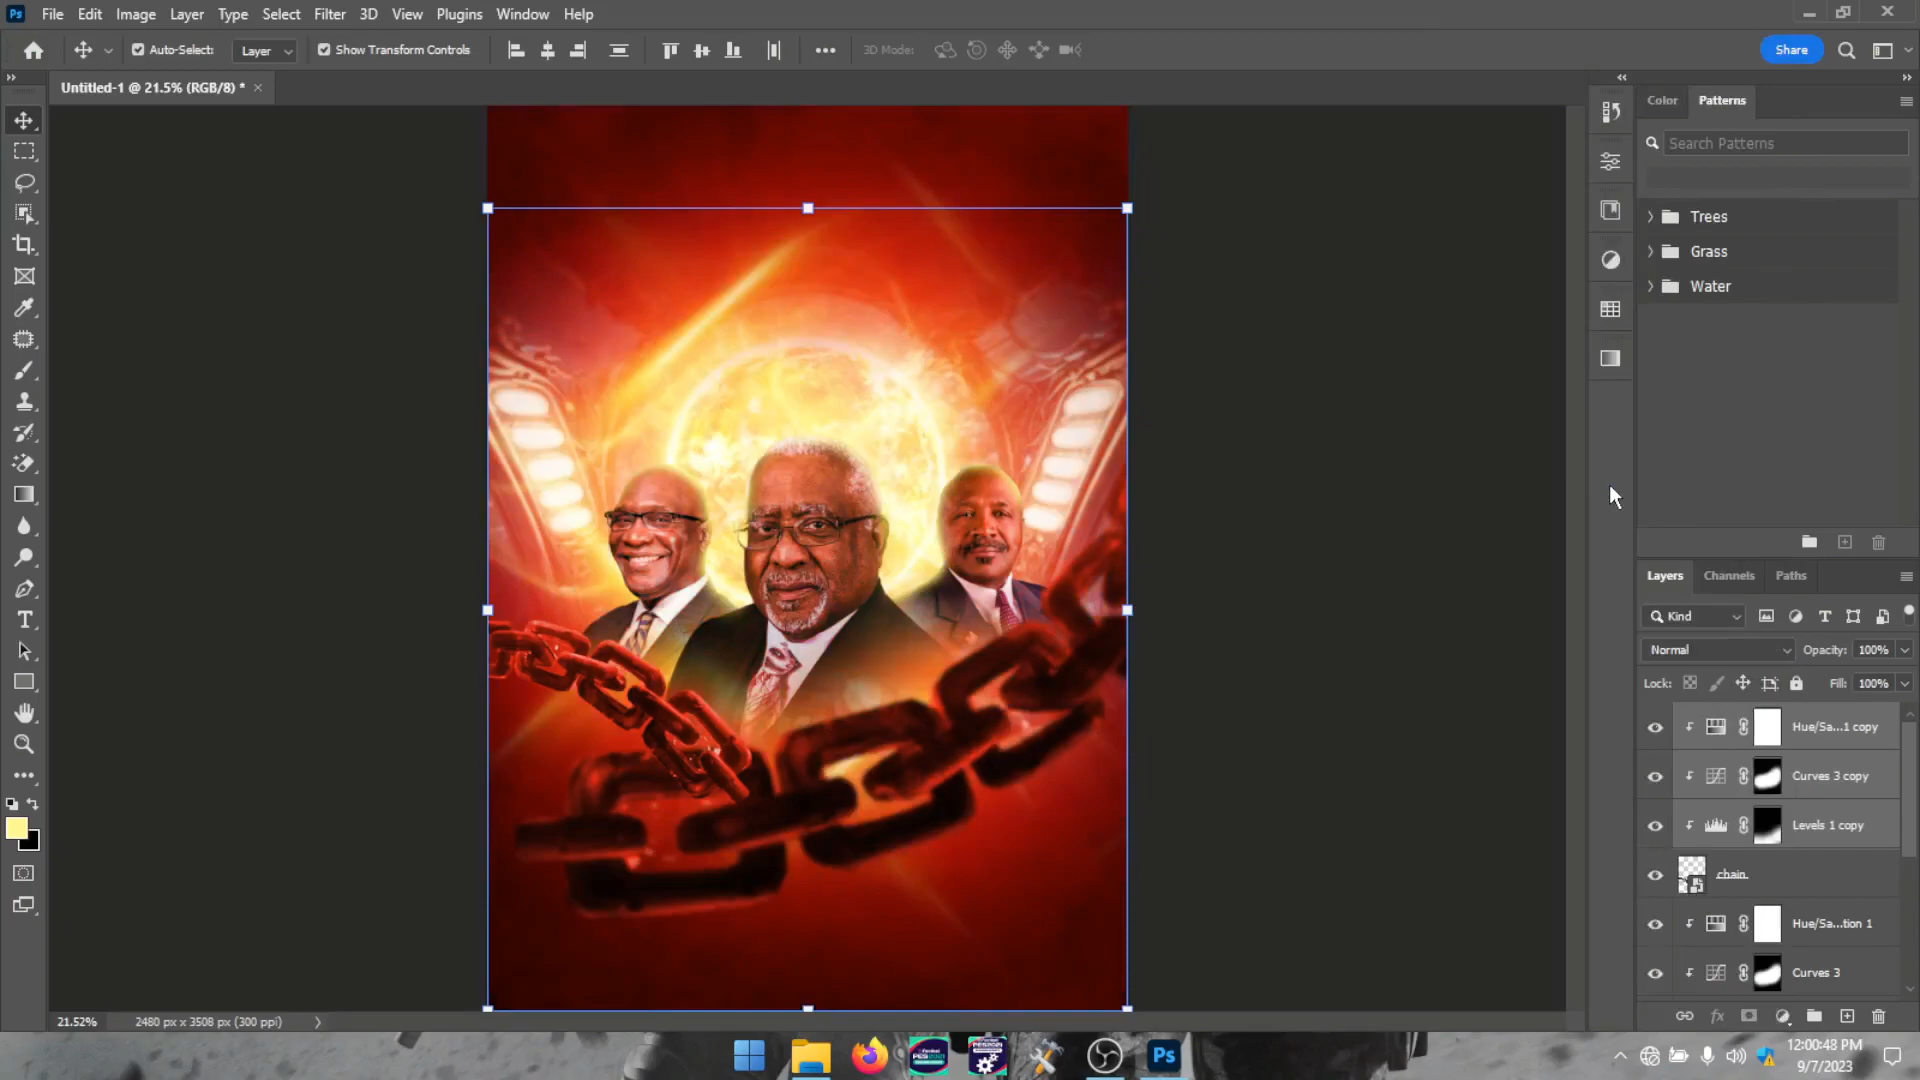 Ps File Edit Image Layer Type Select Filter 3D View Plugins Window Help
Auto-Select: Layer Show Transform Controls 3D Mode: Share
Untitled-1 @ 21.5% (RGB/8) * ×
Color Patterns
Search Patterns
Trees
Grass
Water
Layers Channels Paths
Kind
Normal Opacity: 100%
Lock: Fill: 100%
Hue/Sa...1 copy
Curves 3 copy
Levels 1 copy
chain
Hue/Sa...tion 1
Curves 3
21.52% 2480 px x 3508 px (300 ppi)
fx
PES2021 PES2021 Ps
12:00:48 PM
9/7/2023